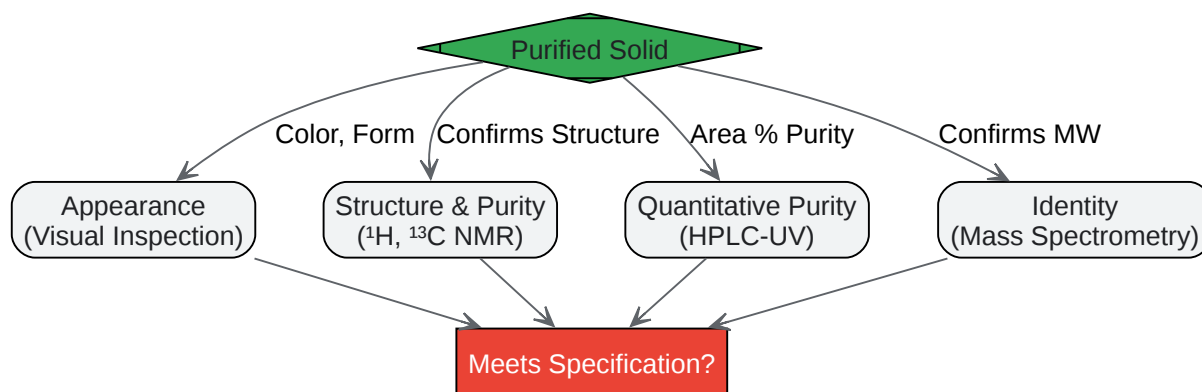 Purified Solid
Color, Form
Confirms Structure
Area % Purity
Confirms MW
Appearance
(Visual Inspection)
Structure & Purity
(¹H, ¹³C NMR)
Quantitative Purity
(HPLC-UV)
Identity
(Mass Spectrometry)
Meets Specification?